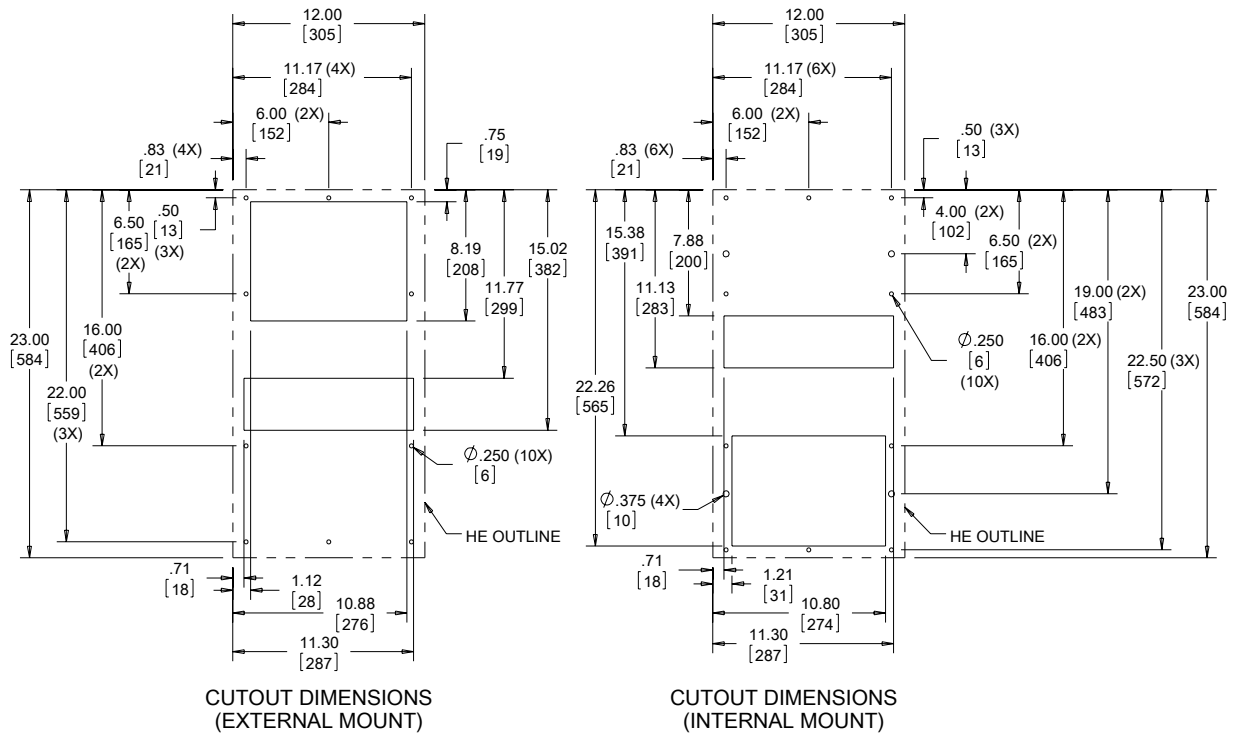 12.00
[305]
11.17 (4X)
[284]
6.00 (2X)
[152]
.83 (4X)
[21]
.75
[19]
6.50
[165]
(2X)
.50
[13]
(3X)
8.19
[208]
15.02
[382]
11.77
[299]
23.00
[584]
16.00
[406]
(2X)
22.00
[559]
(3X)
Ø.250 (10X)
[6]
HE OUTLINE
.71
[18]
1.12
[28]
10.88
[276]
11.30
[287]
CUTOUT DIMENSIONS
(EXTERNAL MOUNT)
12.00
[305]
11.17 (6X)
[284]
6.00 (2X)
[152]
.83 (6X)
[21]
.50 (3X)
[13]
15.38
[391]
7.88
[200]
11.13
[283]
4.00 (2X)
[102]
6.50 (2X)
[165]
19.00 (2X)
[483]
23.00
[584]
Ø.250
[6]
(10X)
16.00 (2X)
[406]
22.50 (3X)
[572]
22.26
[565]
Ø.375 (4X)
[10]
HE OUTLINE
.71
[18]
1.21
[31]
10.80
[274]
11.30
[287]
CUTOUT DIMENSIONS
(INTERNAL MOUNT)